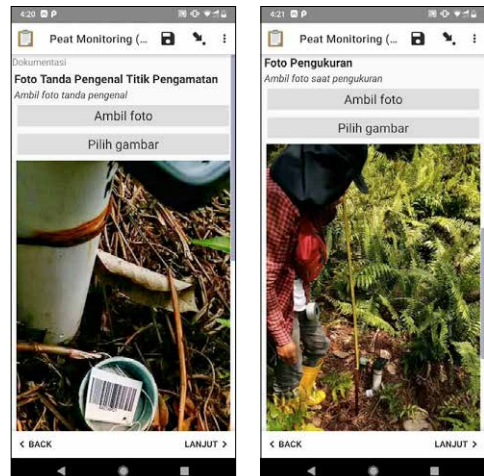 4:20
Peat Monitoring (...
Dokumentasi
Foto Tanda Pengenal Titik Pengamatan
Ambil foto tanda pengenal
Ambil foto
Pilih gambar
< BACK
LANJUT >
4:21
Peat Monitoring (...
Foto Pengukuran
Ambil foto saat pengukuran
Ambil foto
Pilih gambar
< BACK
LANJUT >